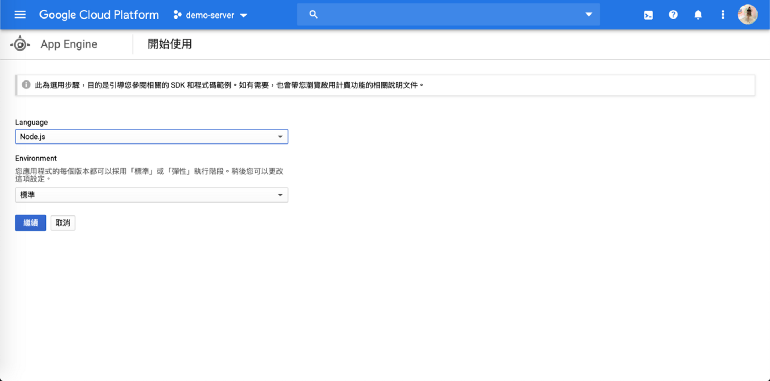 Google Cloud Platform
demo-server
App Engine
開始使用
此為選用步驟，目的是引導您參閱相關的 SDK 和程式碼範例。如有需要，也會帶您瀏覽啟用計費功能的相關說明文件。
Language
Node.js
Environment
您應用程式的每個版本都可以採用「標準」或「彈性」執行階段。稍後您可以更改
這項設定。
標準
繼續
取消